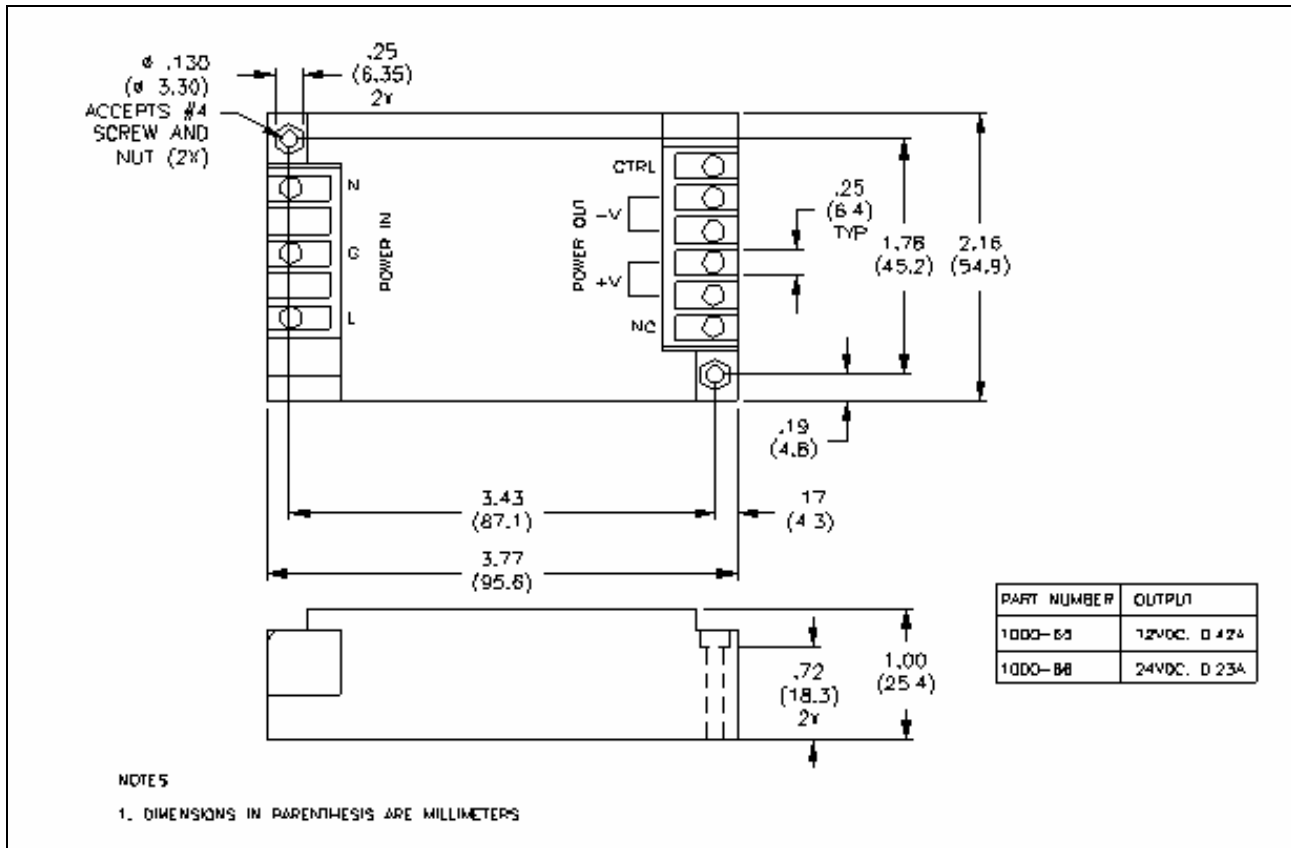 ø .130
(ø 3.30)
ACCEPTS #4
SCREW AND
NUT (2X)
.25
(6.35)
2X
N
G
L
POWER IN
POWER OUT
CTRL
-V
+V
NC
.25
(6.4)
TYP
1.78
(45.2)
2.16
(54.9)
.19
(4.8)
3.43
(87.1)
.17
(4.3)
3.77
(95.8)
.72
(18.3)
2X
1.00
(25.4)
PART NUMBER OUTPUT
12VDC, 0.42A
24VDC, 0.23A
NOTES
1. DIMENSIONS IN PARENTHESIS ARE MILLIMETERS